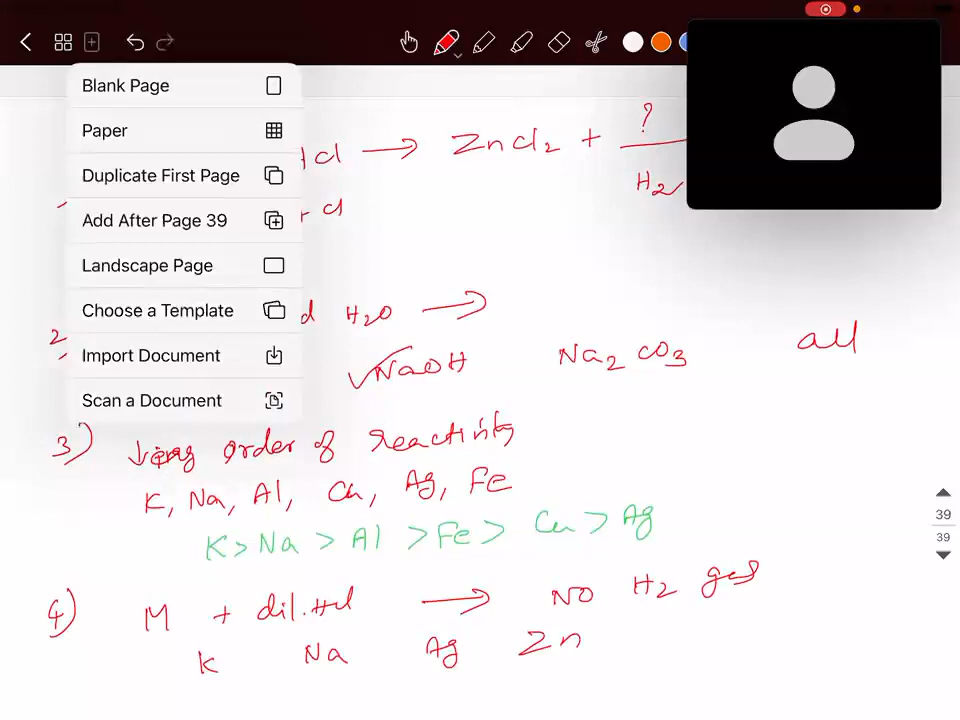 Blank Page
Paper
Duplicate First Page
Add After Page 39
Landscape Page
Choose a Template
Import Document
Scan a Document
Cl → ZnCl2 + ?
H2
Cl
2 H2O →
✓NaOH Na2CO3 all
3) ↓ing order of reactivity
K, Na, Al, Cu, Ag, Fe
K > Na > Al > Fe > Cu > Ag
4) M + dil. HCl → NO H2 gas
K Na Ag Zn
39
39